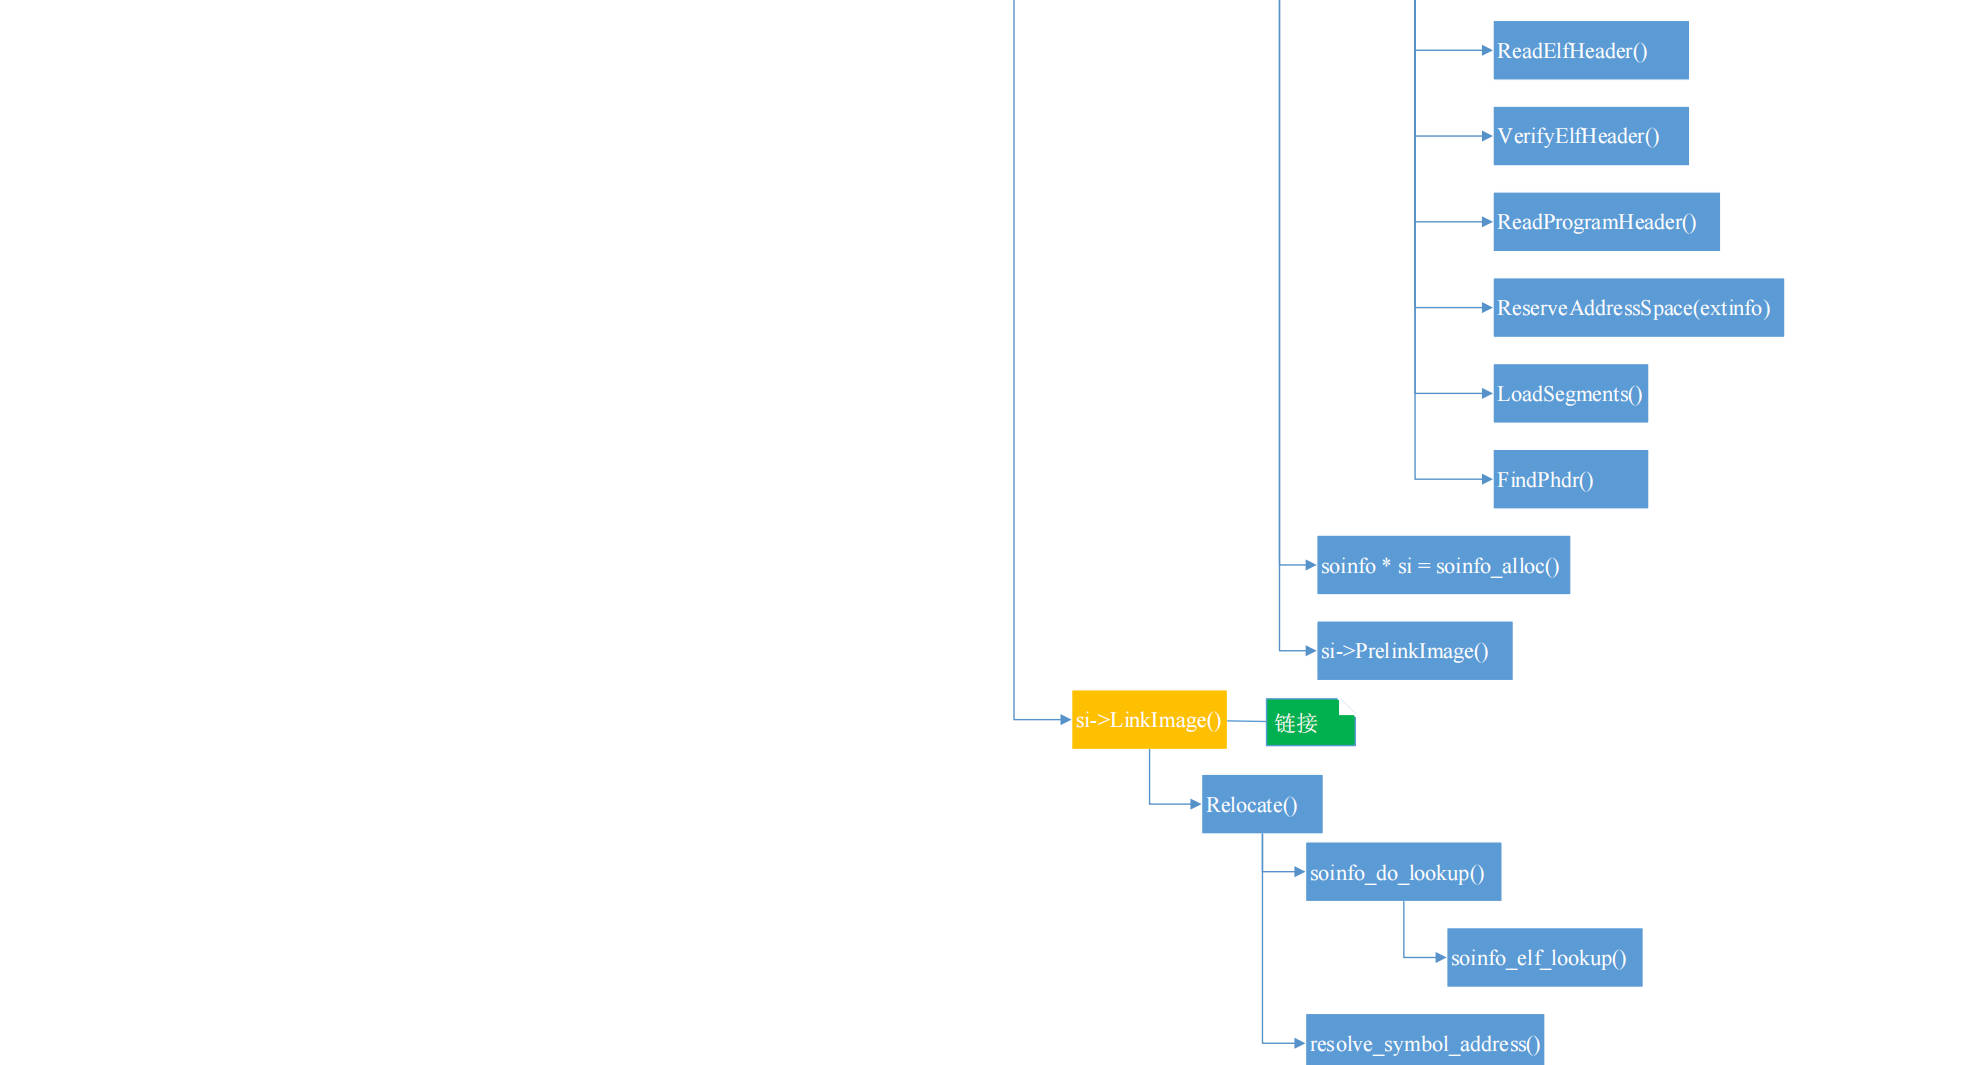 ReadElfHeader()
VerifyElfHeader()
ReadProgramHeader()
ReserveAddressSpace(extinfo)
LoadSegments()
FindPhdr()
soinfo * si = soinfo_alloc()
si->PrelinkImage()
si->LinkImage()
链接
Relocate()
soinfo_do_lookup()
soinfo_elf_lookup()
resolve_symbol_address()